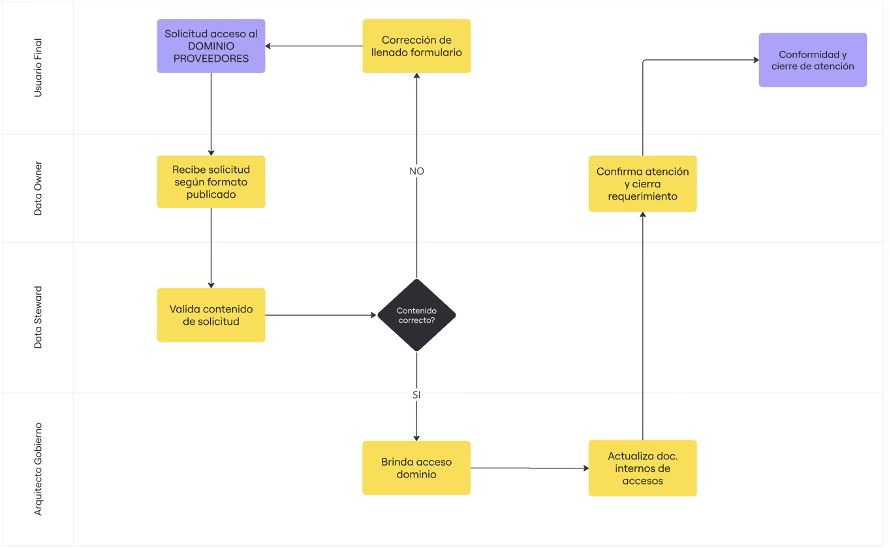 Usuario Final
Solicitud acceso al
DOMINIO
PROVEEDORES
Corrección de
llenado formulario
Conformidad y
cierre de atención
Data Owner
Recibe solicitud
según formato
publicado
NO
Confirma atención
y cierra
requerimiento
Data Steward
Valida contenido
de solicitud
Contenido
correcto?
SI
Arquitecto Gobierno
Brinda acceso
dominio
Actualiza doc.
internos de
accesos